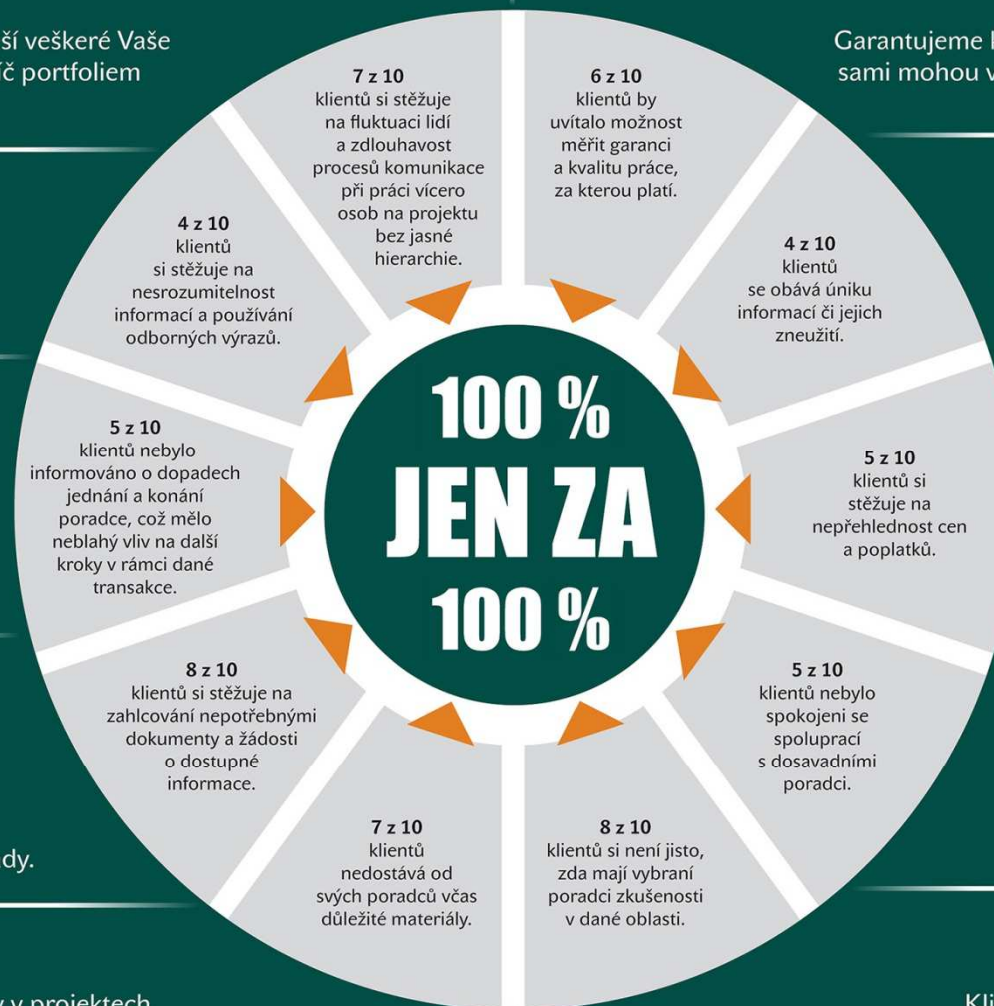 ší veškeré Vaše
íč portfoliem
Garantujeme
sami mohou v
7 z 10
klientů si stěžuje
na fluktuaci lidí
a zdlouhavost
procesů komunikace
při práci vícero
osob na projektu
bez jasné
hierarchie.
6 z 10
klientů by
uvítalo možnost
měřit garanci
a kvalitu práce,
za kterou platí.
4 z 10
klientů
si stěžuje na
nesrozumitelnost
informací a používání
odborných výrazů.
4 z 10
klientů
se obává úniku
informací či jejich
zneužití.
5 z 10
klientů nebylo
informováno o dopadech
jednání a konání
poradce, což mělo
neblahý vliv na další
kroky v rámci dané
transakce.
100 %
JEN ZA
100 %
5 z 10
klientů si
stěžuje na
nepřehlednost cen
a poplatků.
8 z 10
klientů si stěžuje na
zahlcování nepotřebnými
dokumenty a žádosti
o dostupné
informace.
5 z 10
klientů nebylo
spokojeni se
spoluprací
s dosavadními
poradci.
7 z 10
klientů
nedostává od
svých poradců včas
důležité materiály.
8 z 10
klientů si není jisto,
zda mají vybraní
poradci zkušenosti
v dané oblasti.
dy.
v projektech
Kli